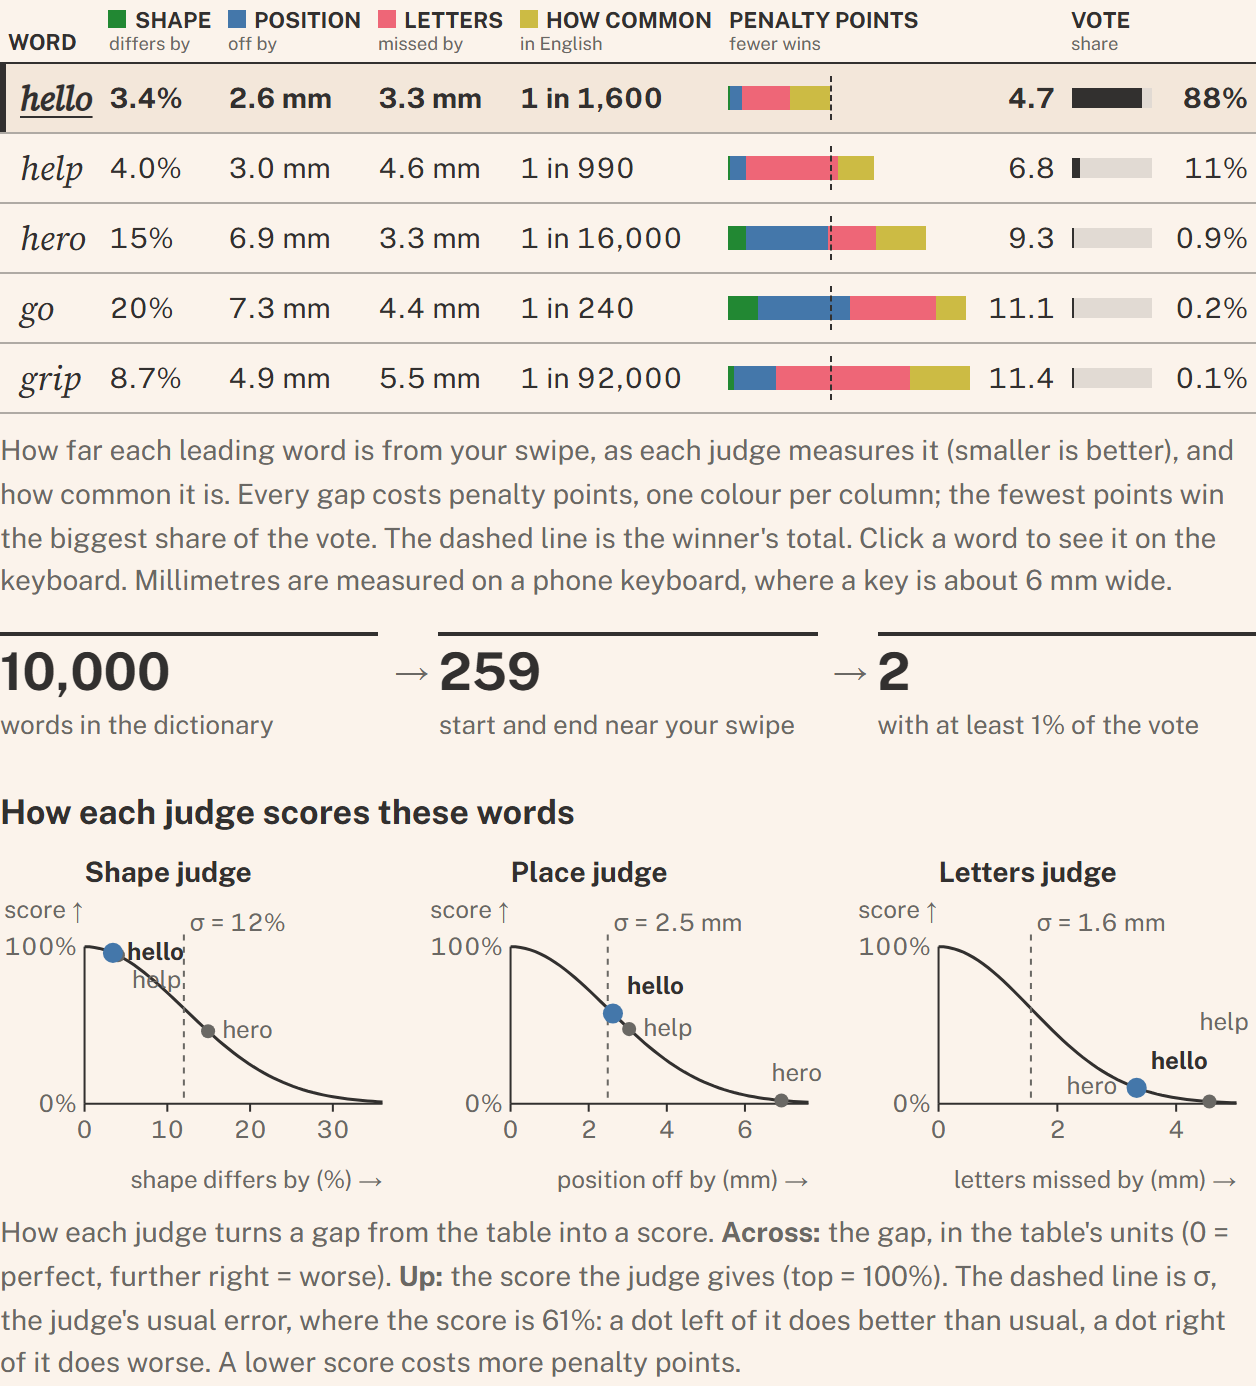 WORD SHAPE differs by POSITION off by LETTERS missed by HOW COMMON in English PENALTY POINTS fewer wins VOTE share
hello 3.4% 2.6 mm 3.3 mm 1 in 1,600 4.7 88%
help 4.0% 3.0 mm 4.6 mm 1 in 990 6.8 11%
hero 15% 6.9 mm 3.3 mm 1 in 16,000 9.3 0.9%
go 20% 7.3 mm 4.4 mm 1 in 240 11.1 0.2%
grip 8.7% 4.9 mm 5.5 mm 1 in 92,000 11.4 0.1%
How far each leading word is from your swipe, as each judge measures it (smaller is better), and
how common it is. Every gap costs penalty points, one colour per column; the fewest points win
the biggest share of the vote. The dashed line is the winner's total. Click a word to see it on the
keyboard. Millimetres are measured on a phone keyboard, where a key is about 6 mm wide.
10,000 → 259 → 2
words in the dictionary start and end near your swipe with at least 1% of the vote
How each judge scores these words
Shape judge
score ↑
σ = 12%
100%
hello
help
hero
0%
0 10 20 30
shape differs by (%) →
Place judge
score ↑
σ = 2.5 mm
100%
hello
help
hero
0%
0 2 4 6
position off by (mm) →
Letters judge
score ↑
σ = 1.6 mm
100%
help
hello
hero
0%
0 2 4
letters missed by (mm) →
How each judge turns a gap from the table into a score. Across: the gap, in the table's units (0 =
perfect, further right = worse). Up: the score the judge gives (top = 100%). The dashed line is σ,
the judge's usual error, where the score is 61%: a dot left of it does better than usual, a dot right
of it does worse. A lower score costs more penalty points.